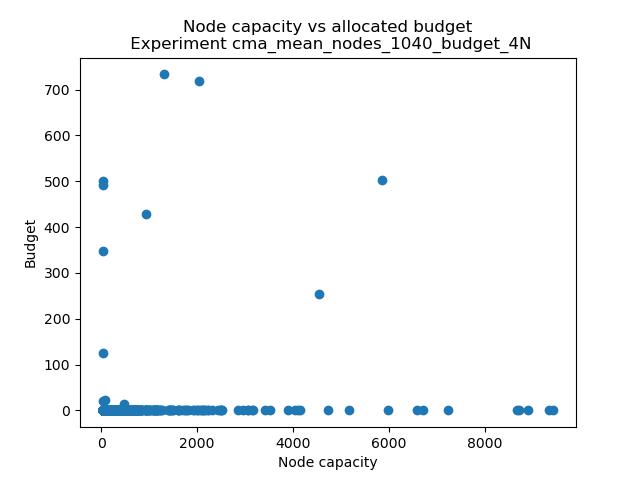 Node capacity vs allocated budget
Experiment cma_mean_nodes_1040_budget_4N
700
600
500
400
300
200
100
0
Budget
0 2000 4000 6000 8000
Node capacity